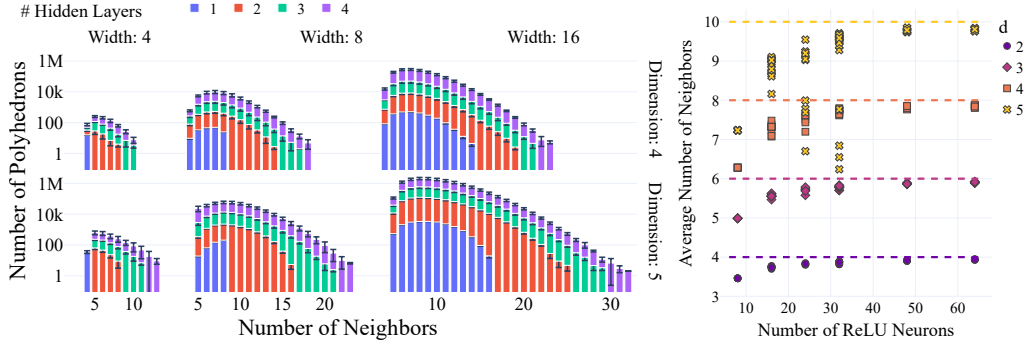 # Hidden Layers
1 2 3 4
Width: 4 Width: 8 Width: 16
Number of Polyhedrons
1M
10k
100
1
Dimension: 4
1M
10k
100
1
Dimension: 5
5 10 5 10 15 20 10 20 30
Number of Neighbors
Average Number of Neighbors
10
9
8
7
6
5
4
3
10 20 30 40 50 60
Number of ReLU Neurons
d
2
3
4
5